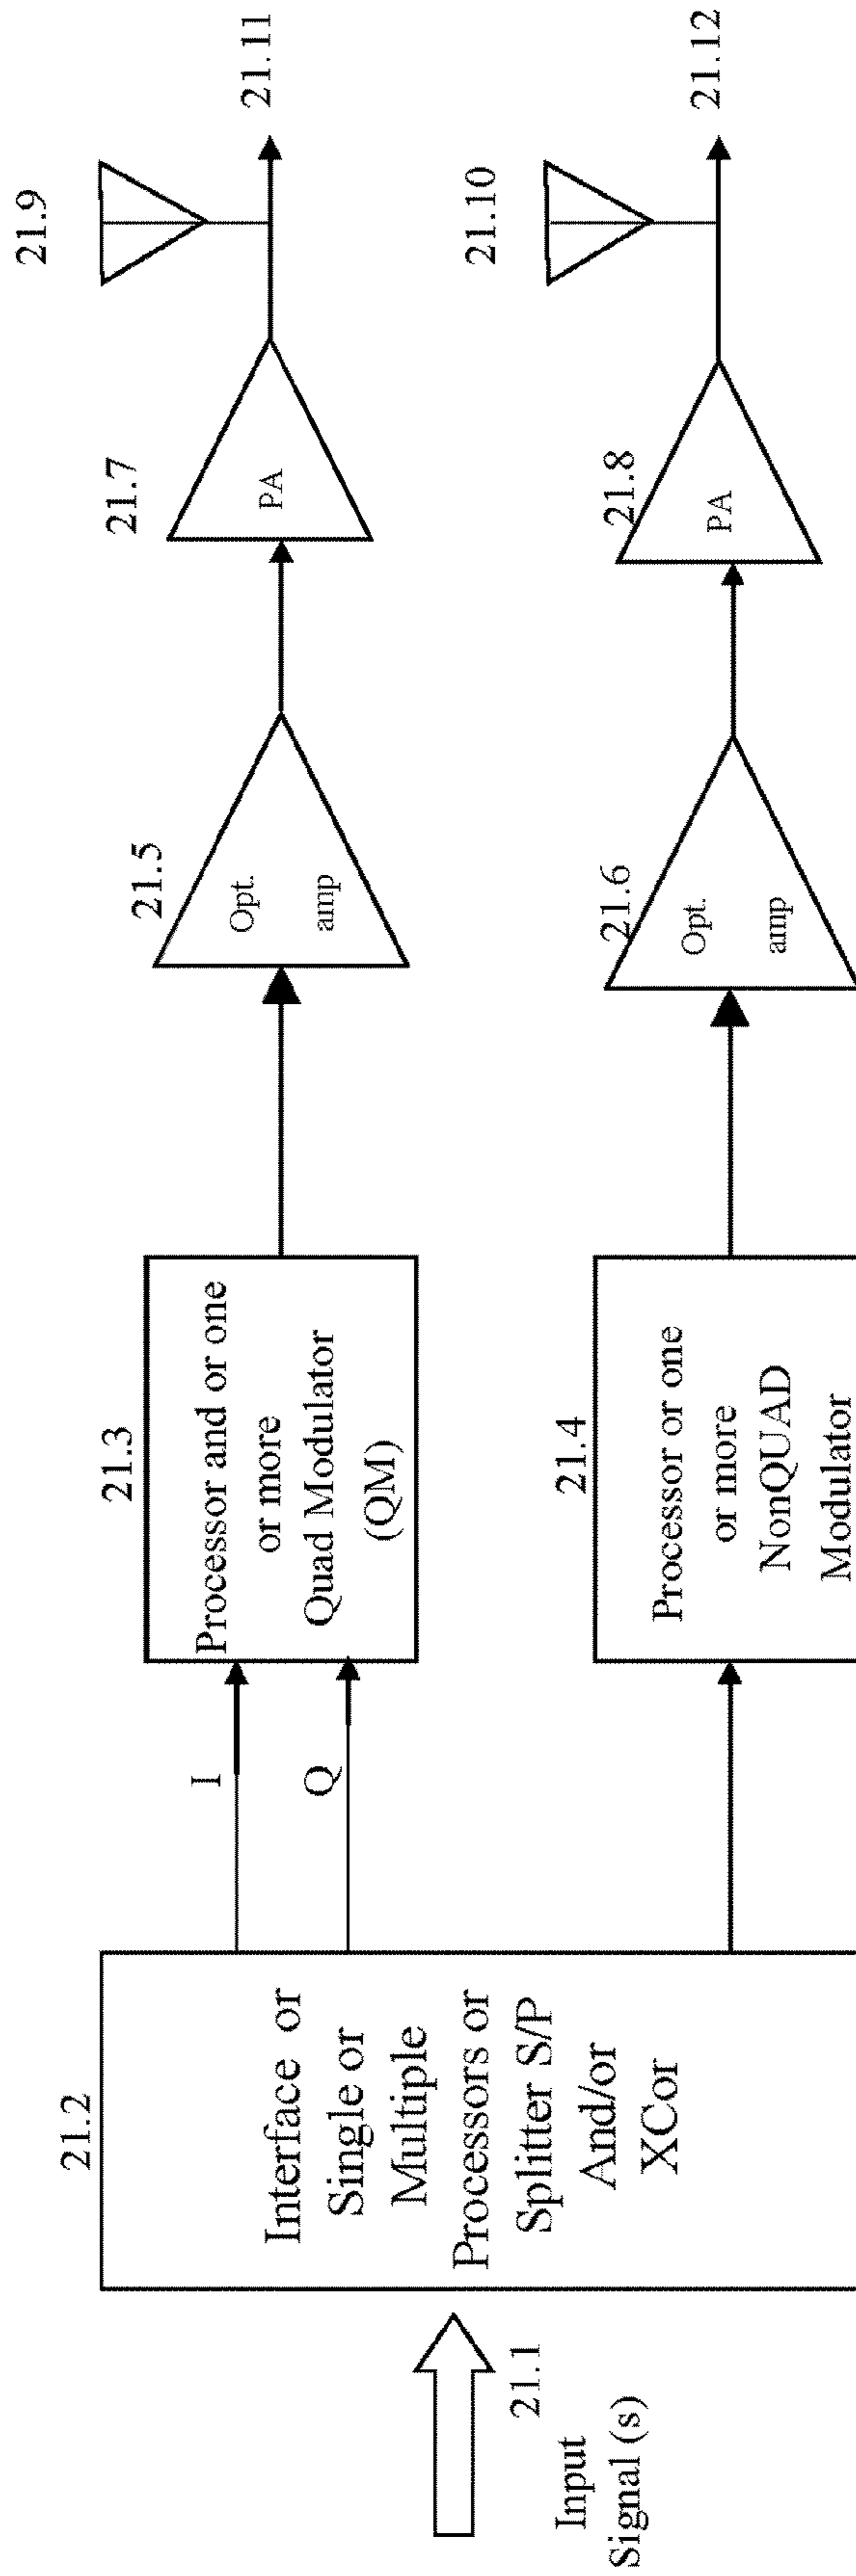 21.1
Input
Signal (s)
21.2
Interface or
Single or
Multiple
Processors or
Splitter S/P
And/or
XCor
I
Q
21.3
Processor and or one
or more
Quad Modulator
(QM)
21.5
Opt.
amp
21.7
PA
21.9
21.11
21.4
Processor or one
or more
NonQUAD
Modulator
21.6
Opt.
amp
21.8
PA
21.10
21.12